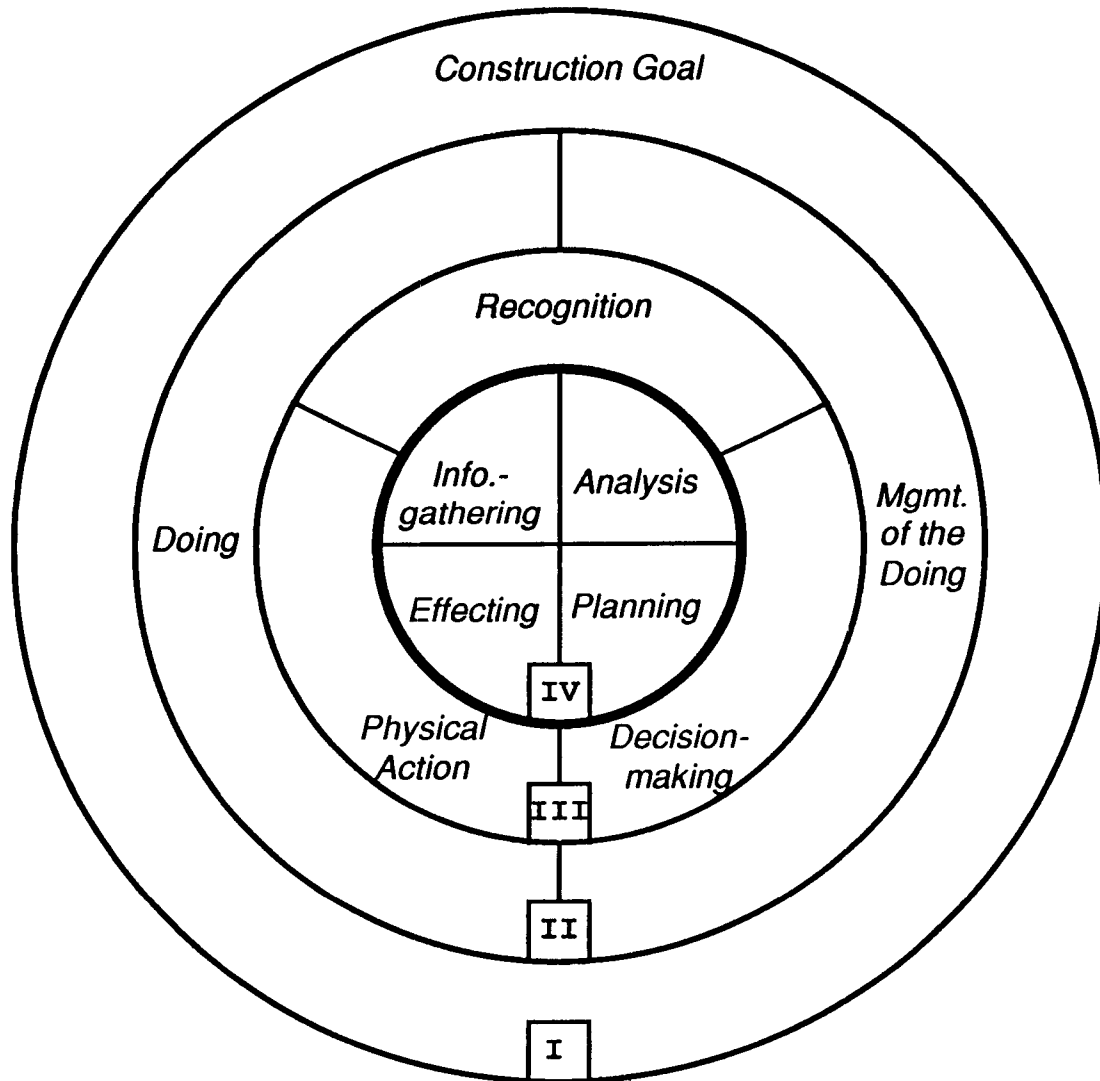 Construction Goal
Recognition
Info.-
gathering
Analysis
Doing
Mgmt.
of the
Doing
Effecting
Planning
IV
Physical
Action
Decision-
making
III
II
I